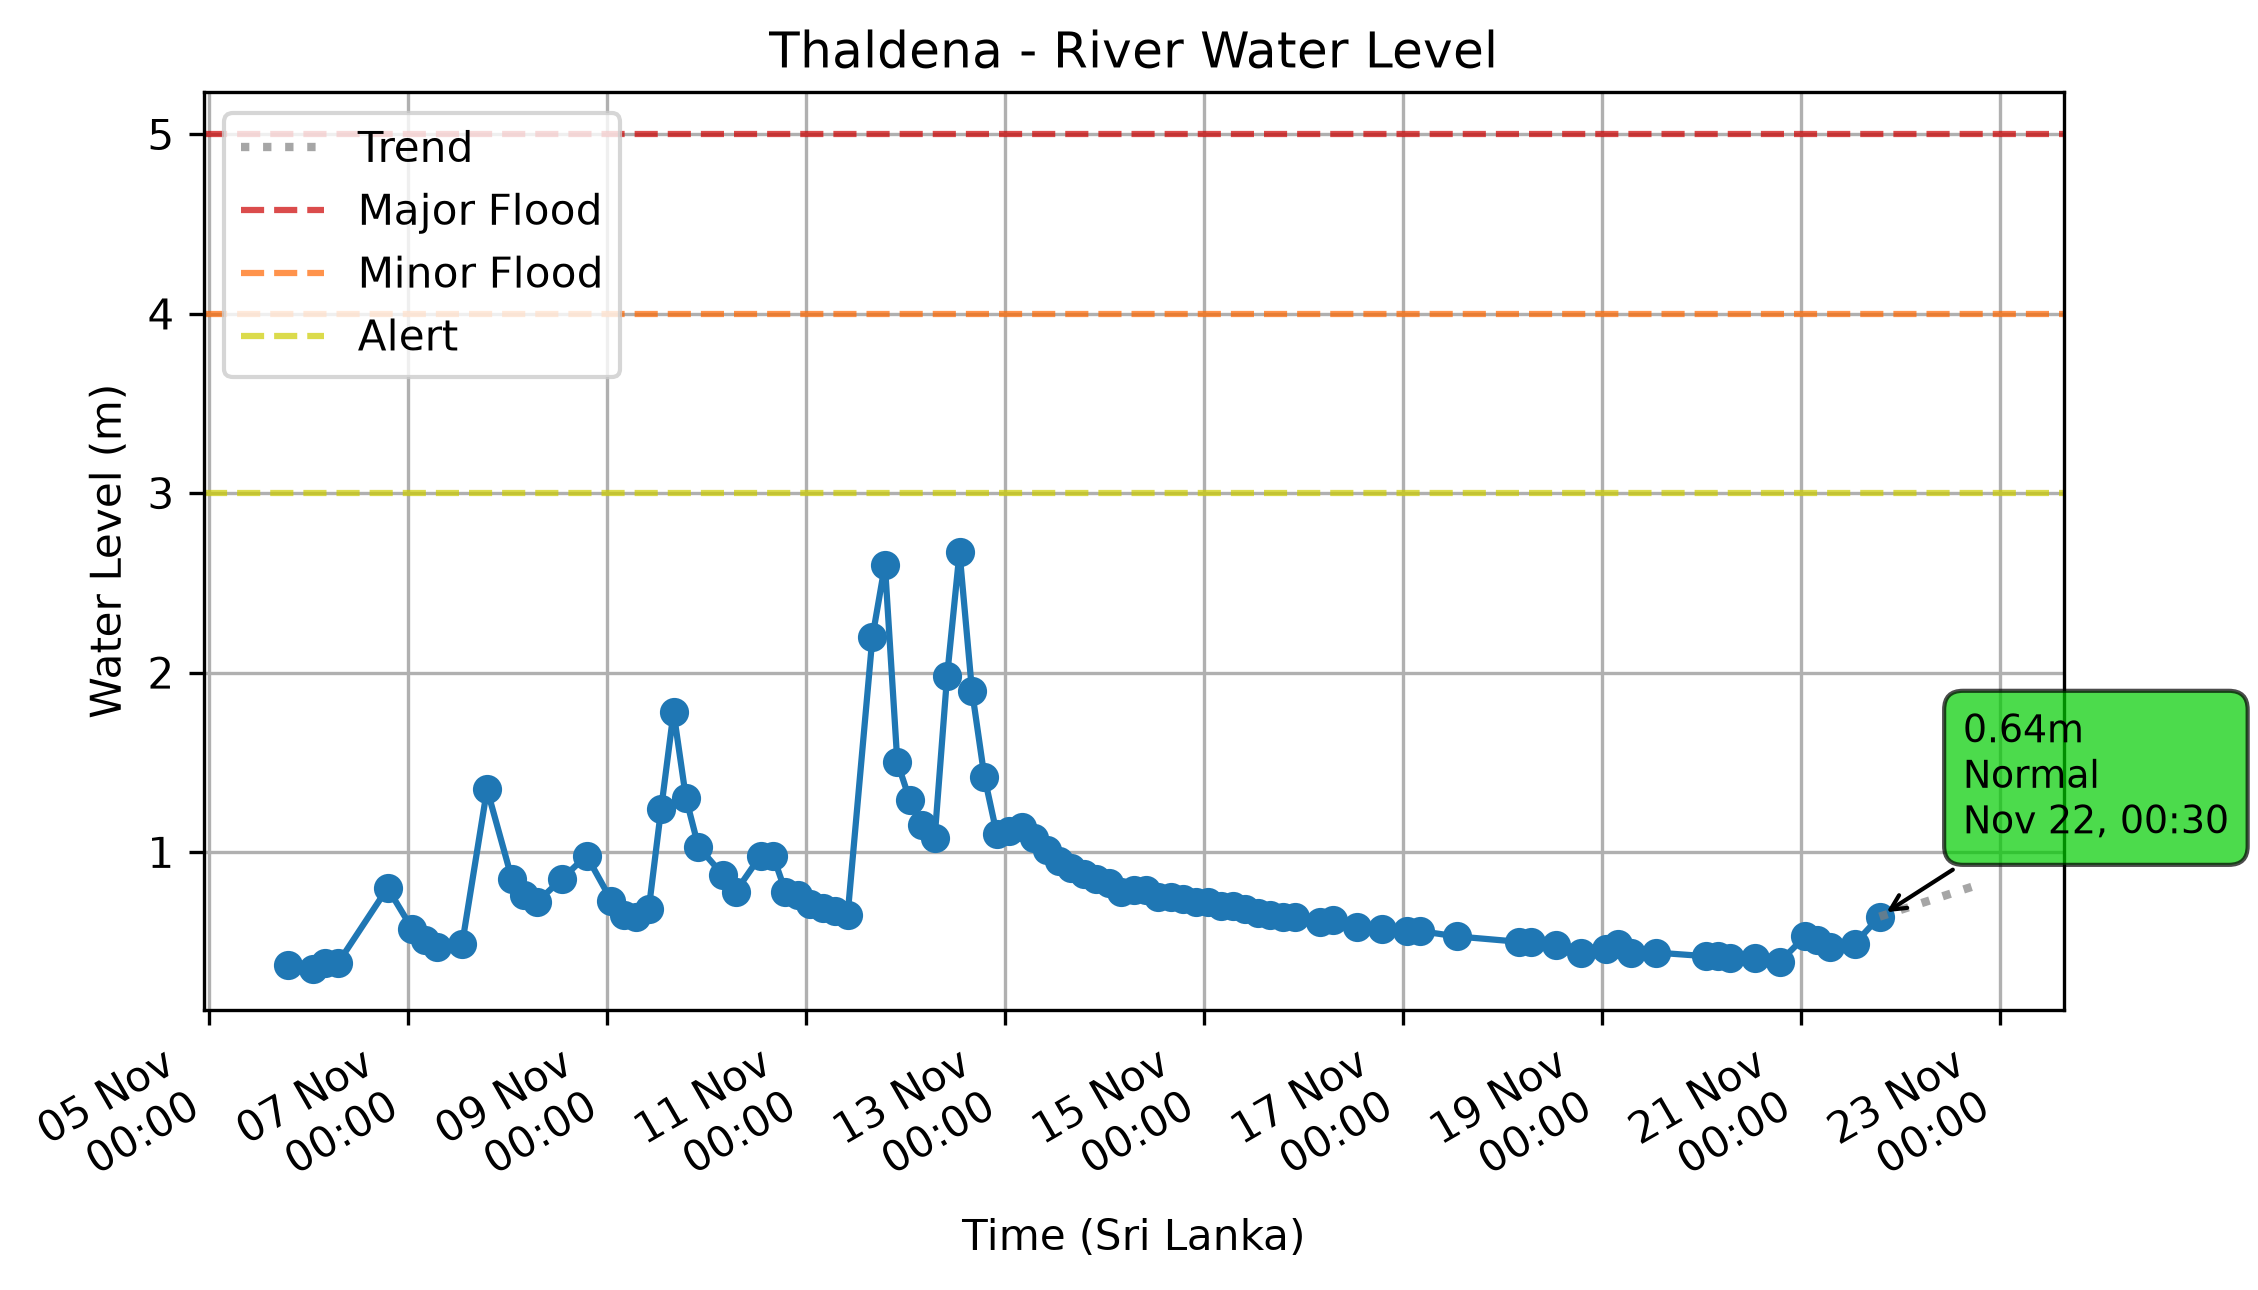 Thaldena - River Water Level
Water Level (m)
5
4
3
2
1
Trend
Major Flood
Minor Flood
Alert
0.64m
Normal
Nov 22, 00:30
05 Nov
00:00
07 Nov
00:00
09 Nov
00:00
11 Nov
00:00
13 Nov
00:00
15 Nov
00:00
17 Nov
00:00
19 Nov
00:00
21 Nov
00:00
23 Nov
00:00
Time (Sri Lanka)